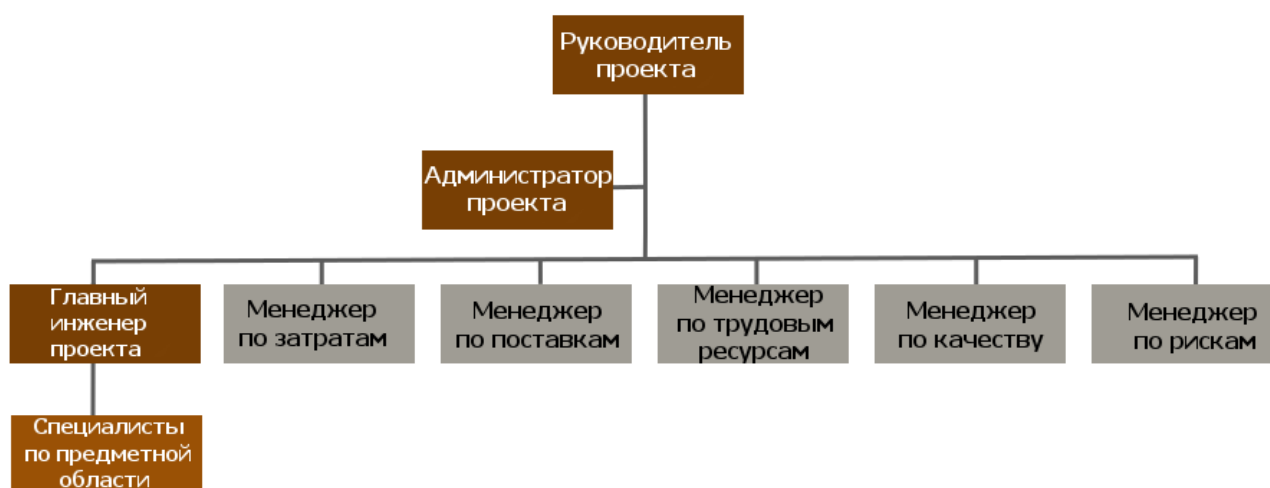 Руководитель
проекта
Администратор
проекта
Главный
инженер
проекта
Менеджер
по затратам
Менеджер
по поставкам
Менеджер
по трудовым
ресурсам
Менеджер
по качеству
Менеджер
по рискам
Специалисты
по предметной
области